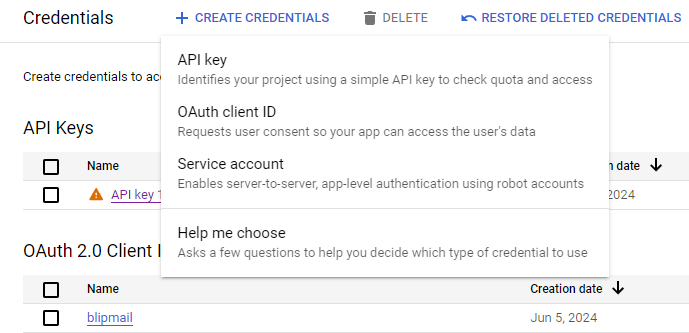 Credentials + CREATE CREDENTIALS DELETE RESTORE DELETED CREDENTIALS
API key
Identifies your project using a simple API key to check quota and access
Create credentials to
OAuth client ID
Requests user consent so your app can access the user's data
API Keys
Service account
Name date
Enables server-to-server, app-level authentication using robot accounts
API key 2024
Help me choose
Asks a few questions to help you decide which type of credential to use
OAuth 2.0 Client
Name Creation date
blipmail Jun 5, 2024